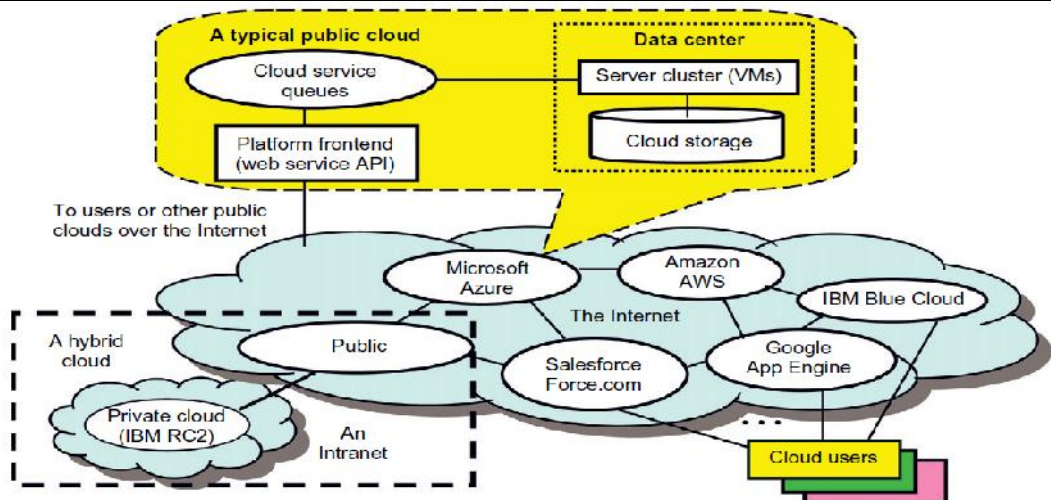 A typical public cloud
Cloud service
queues
Platform frontend
(web service API)
Data center
Server cluster (VMs)
Cloud storage
To users or other public
clouds over the Internet
Microsoft
Azure
Amazon
AWS
IBM Blue Cloud
The Internet
A hybrid
cloud
Public
Salesforce
Force.com
Google
App Engine
Private cloud
(IBM RC2)
An
Intranet
. . .
Cloud users